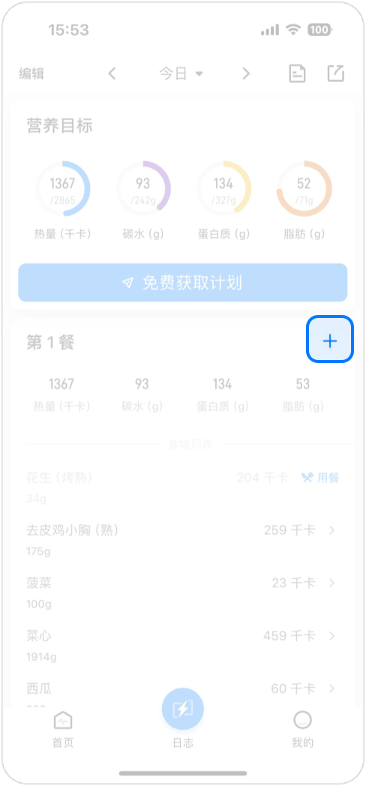 15:53
100
编辑
今日
营养目标
1367 93 134 52
/2865 /242g /327g /71g
热量 (千卡) 碳水 (g) 蛋白质 (g) 脂肪 (g)
免费获取计划
第 1 餐
1367 93 134 53
热量 (千卡) 碳水 (g) 蛋白质 (g) 脂肪 (g)
花生 (烤熟) 204 千卡 用餐
34g
去皮鸡小胸 (熟) 259 千卡
175g
菠菜 23 千卡
100g
菜心 459 千卡
1914g
西瓜 60 千卡
首页 日志 我的